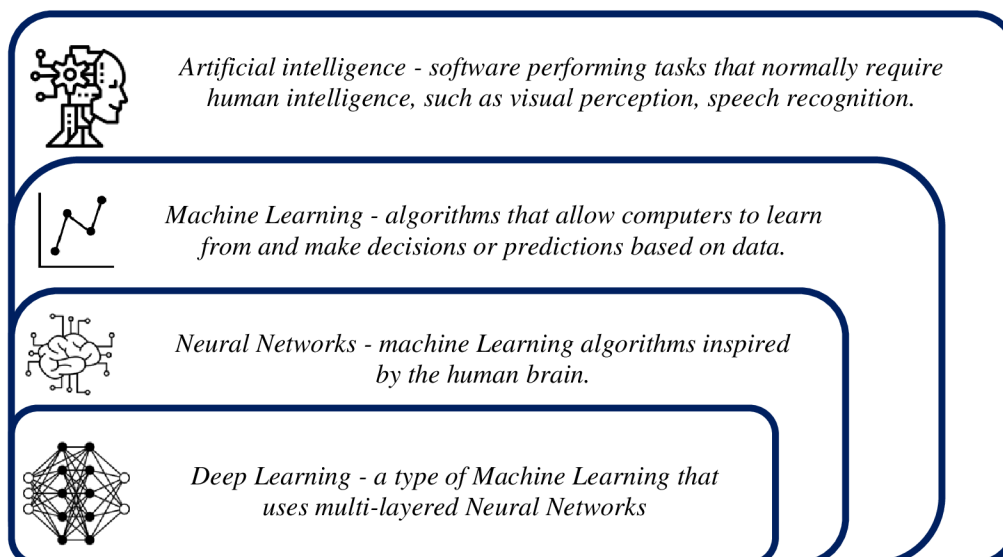 Artificial intelligence - software performing tasks that normally require
human intelligence, such as visual perception, speech recognition.
Machine Learning - algorithms that allow computers to learn
from and make decisions or predictions based on data.
Neural Networks - machine Learning algorithms inspired
by the human brain.
Deep Learning - a type of Machine Learning that
uses multi-layered Neural Networks